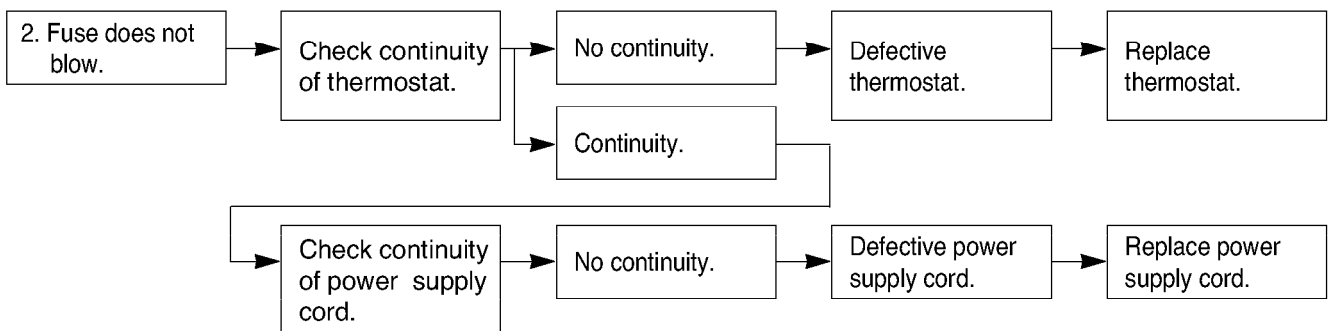 2. Fuse does not
blow.
Check continuity
of thermostat.
No continuity.
Defective
thermostat.
Replace
thermostat.
Continuity.
Check continuity
of power supply
cord.
No continuity.
Defective power
supply cord.
Replace power
supply cord.